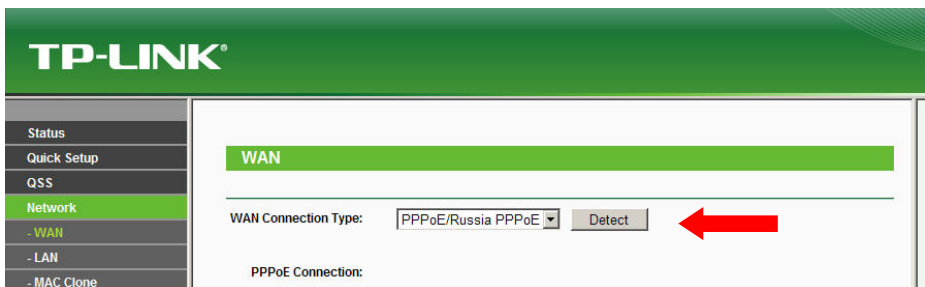 TP-LINK®
Status
Quick Setup
QSS
Network
- WAN
- LAN
- MAC Clone
WAN
WAN Connection Type: PPPoE/Russia PPPoE Detect
PPPoE Connection: